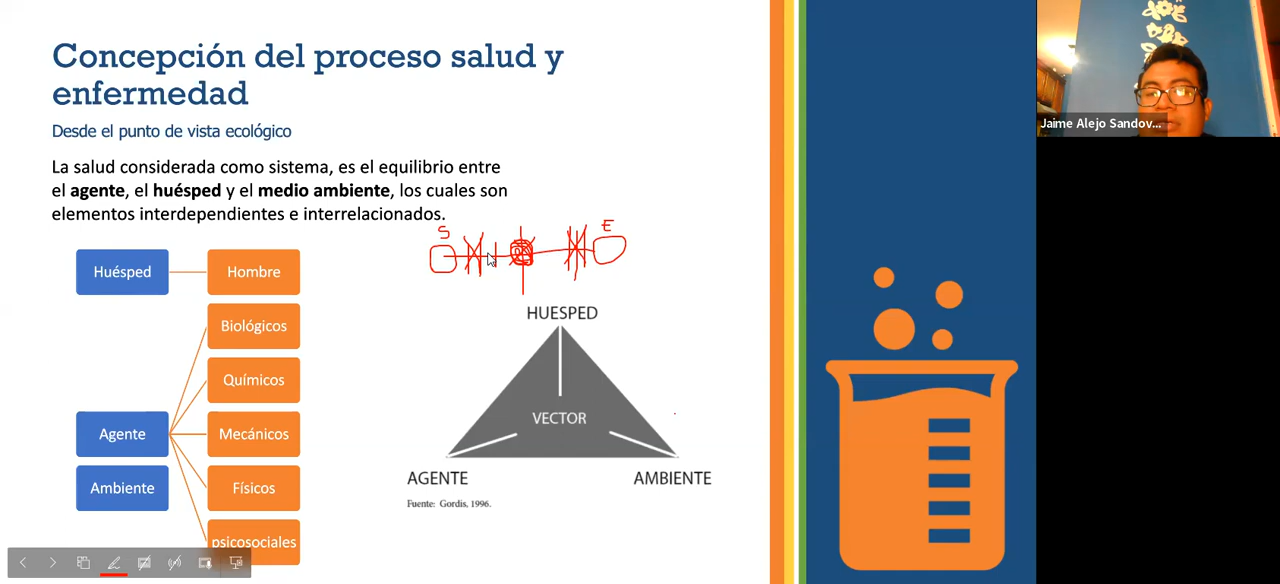 Concepción del proceso salud y
enfermedad
Desde el punto de vista ecológico
La salud considerada como sistema, es el equilibrio entre
el agente, el huésped y el medio ambiente, los cuales son
elementos interdependientes e interrelacionados.
S
E
Huésped
Hombre
Biológicos
Químicos
Agente
Mecánicos
Ambiente
Físicos
psicosociales
HUESPED
VECTOR
AGENTE
AMBIENTE
Fuente: Gordis, 1996.
Jaime Alejo Sandov...